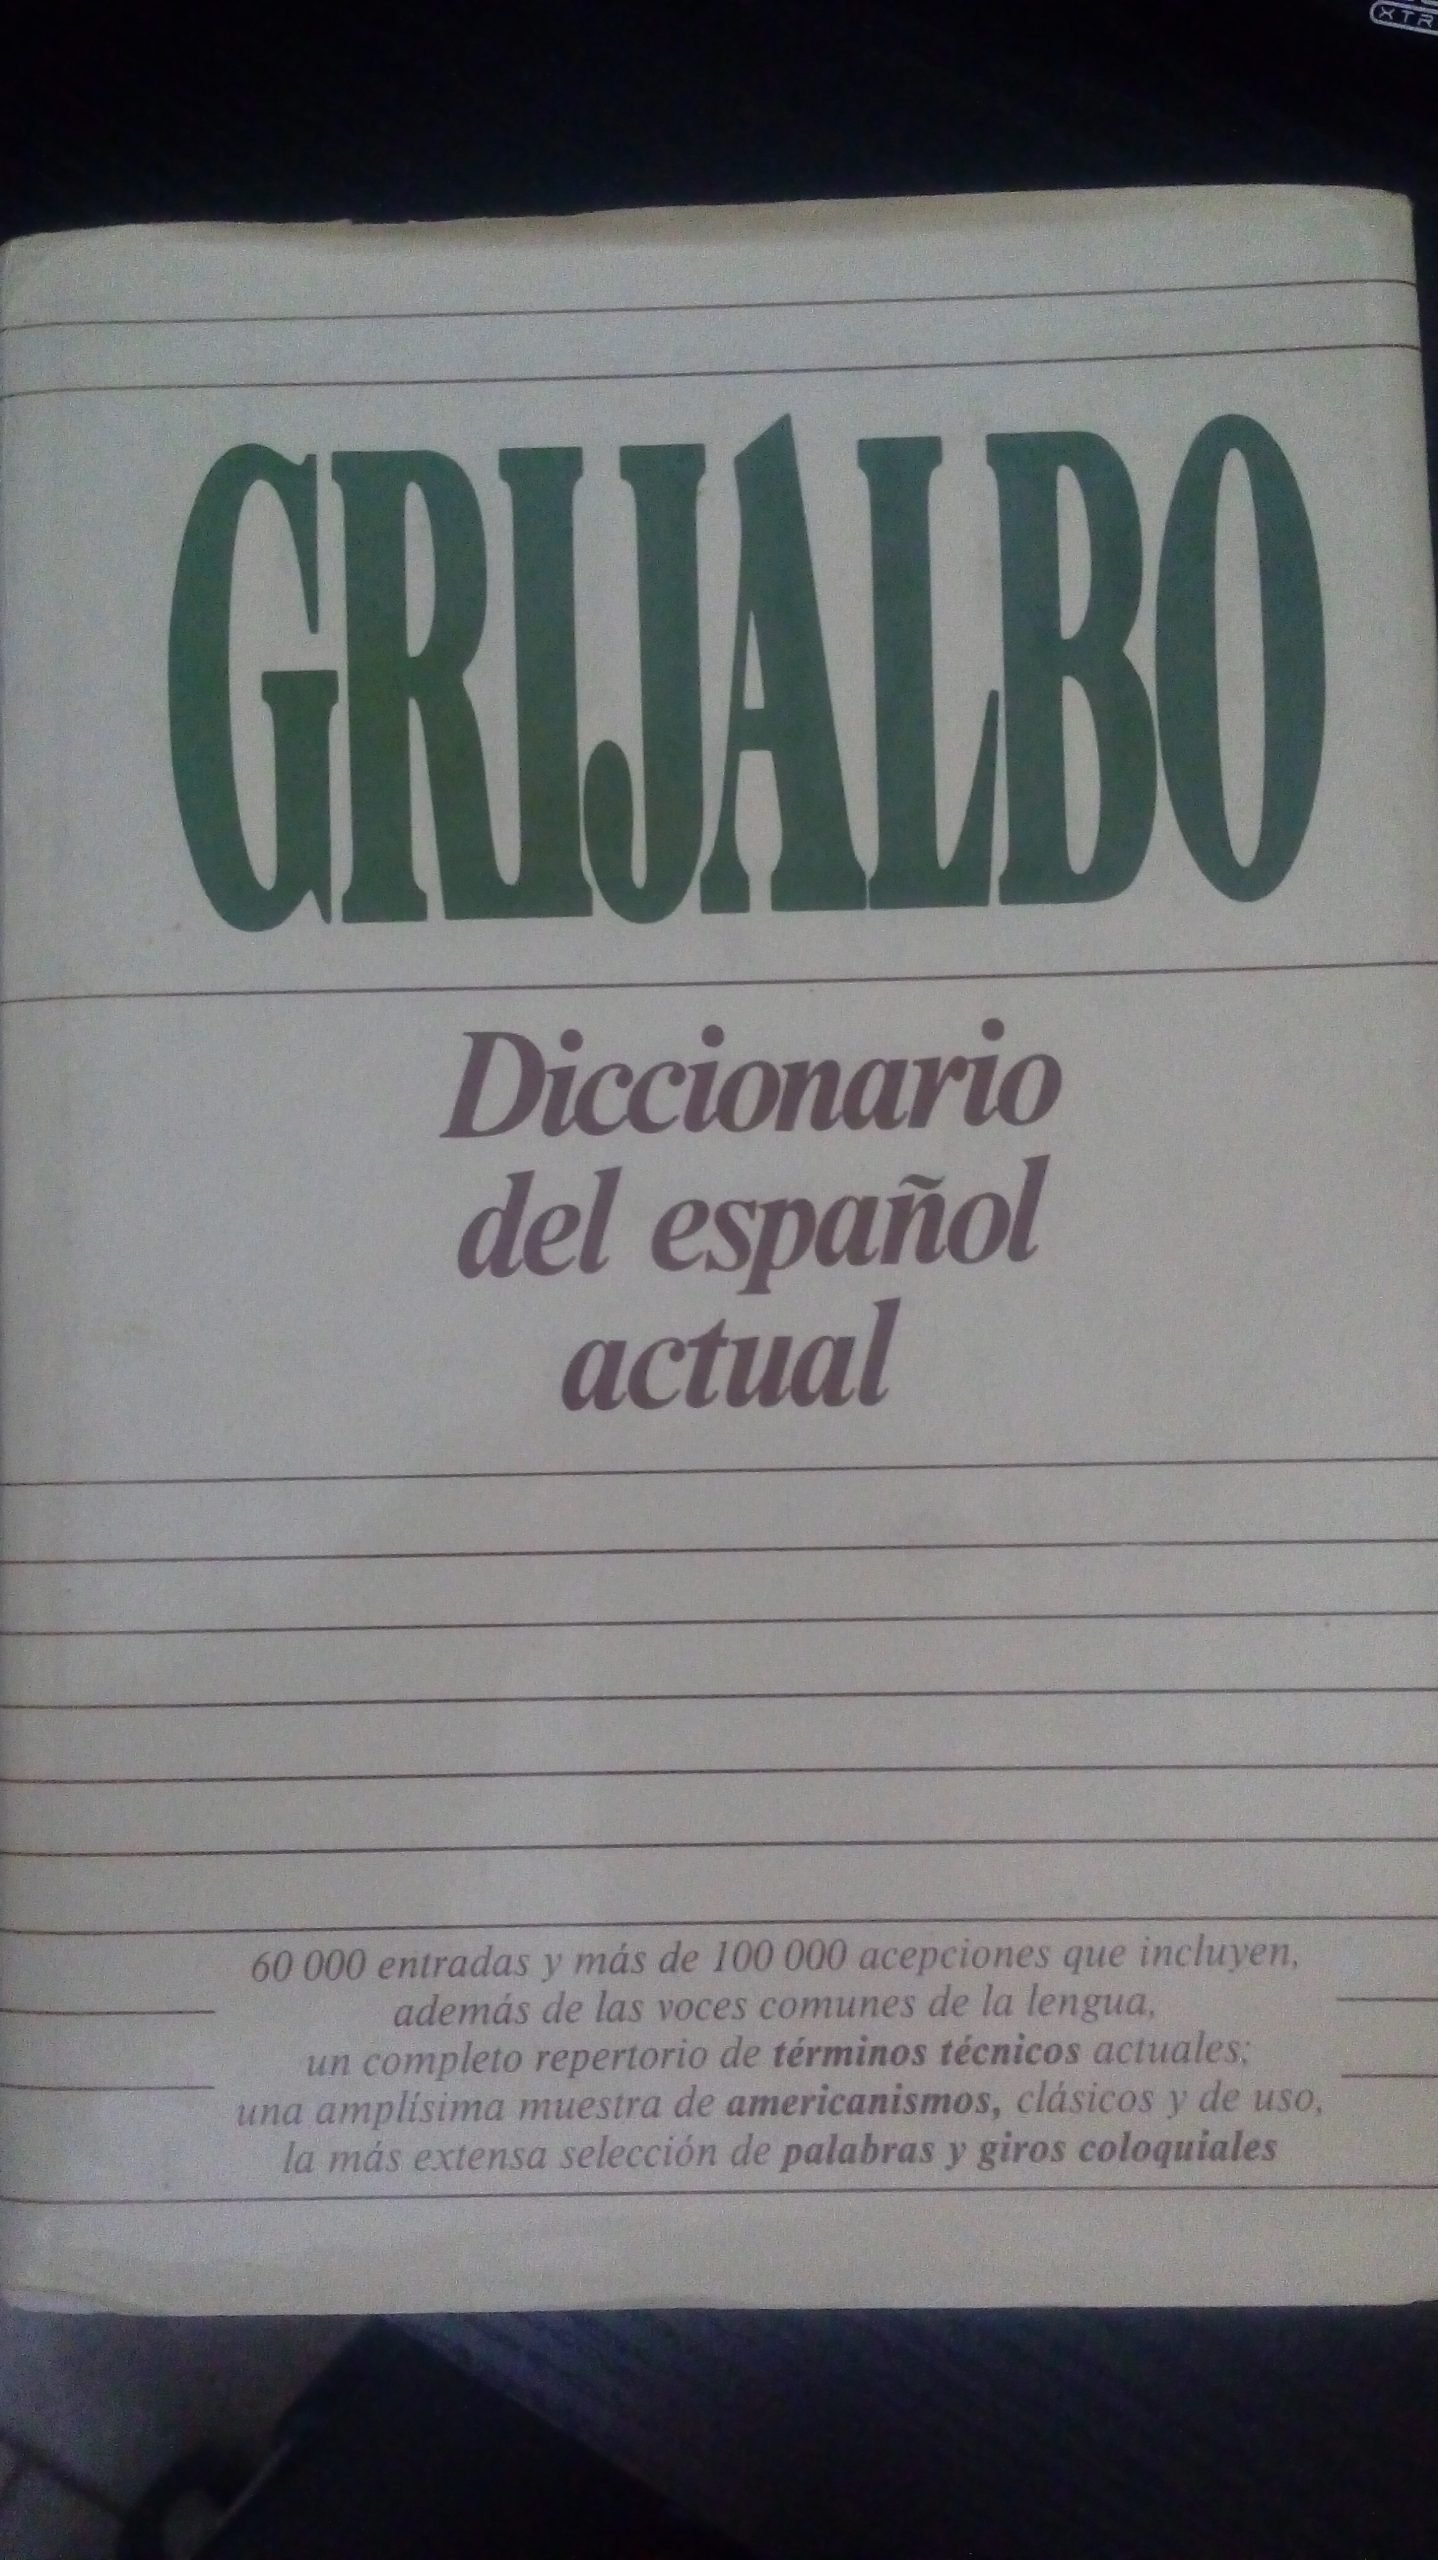 XTR
GRIJALBO
Diccionario
del español
actual
60 000 entradas y más de 100 000 acepciones que incluyen,
además de las voces comunes de la lengua,
un completo repertorio de términos técnicos actuales;
una amplísima muestra de americanismos, clásicos y de uso,
la más extensa selección de palabras y giros coloquiales